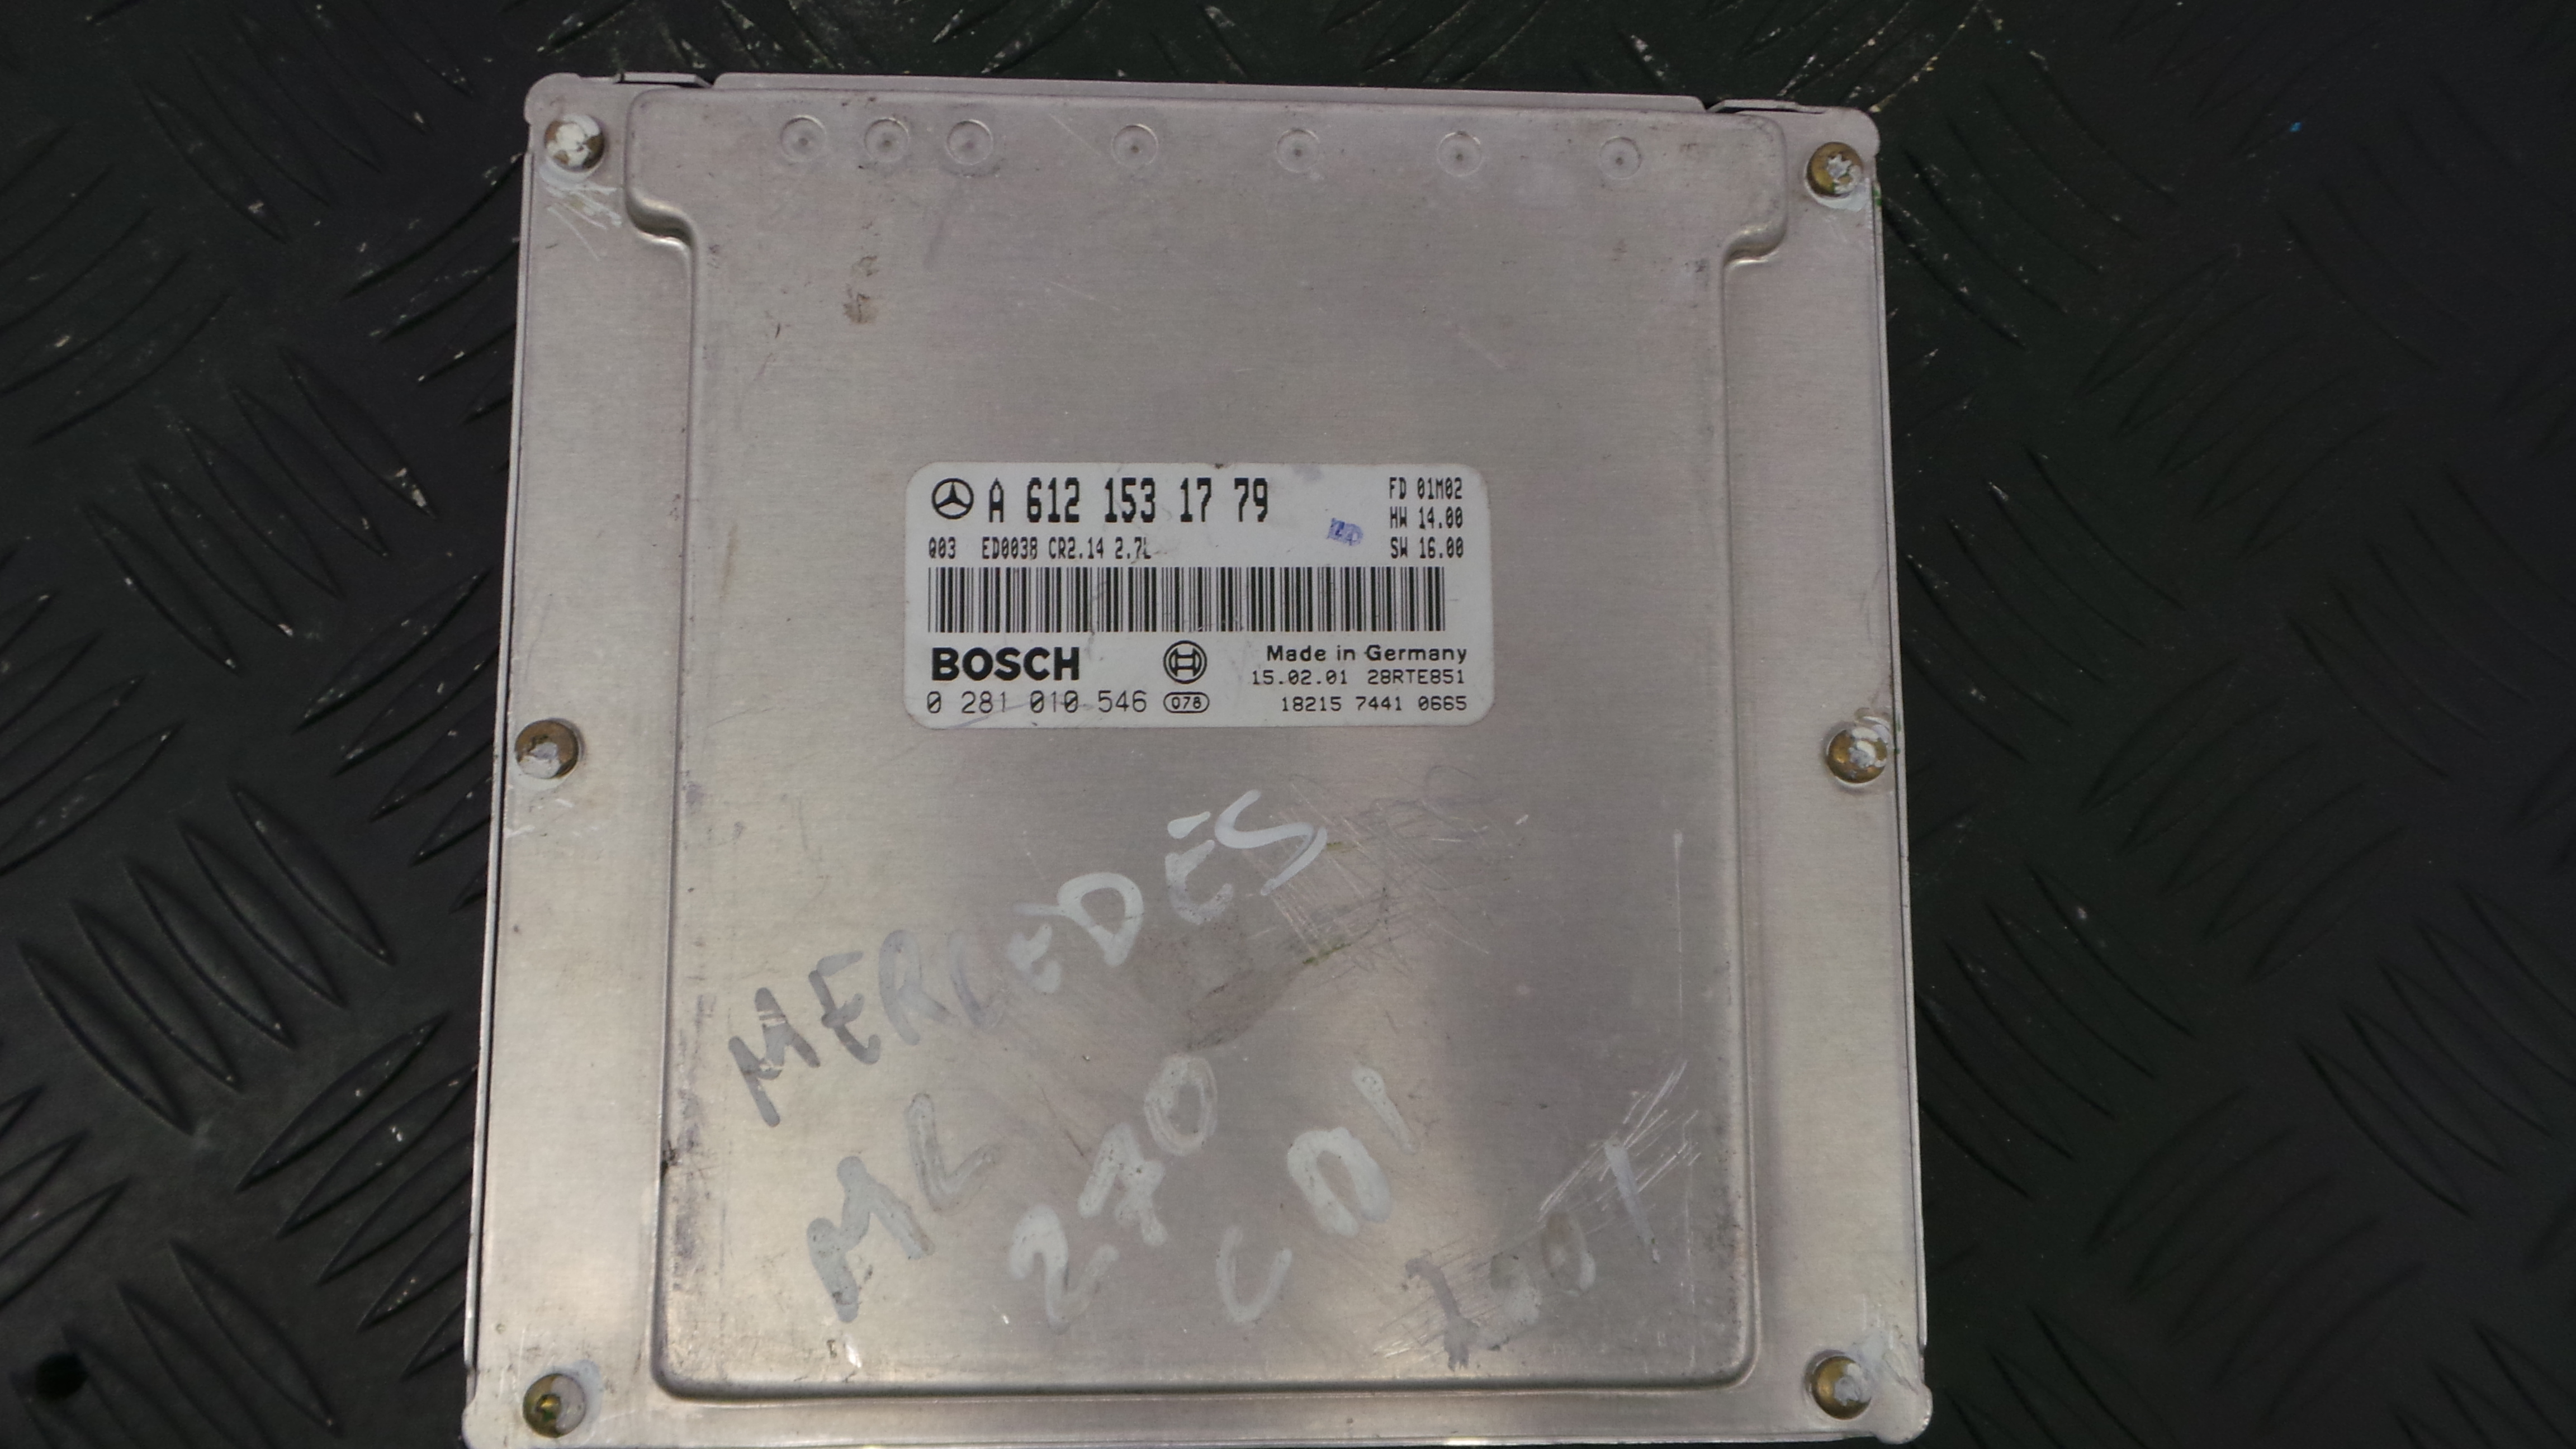 A 612 153 17 79
FD 01M02
HW 14.00
Q03 ED0038 CR2.14 2.7L
SW 16.00
BOSCH
Made in Germany
15.02.01 28RTE851
0 281 010 546 078
18215 7441 0665
MERCEDES
ML 270 CDI 2001